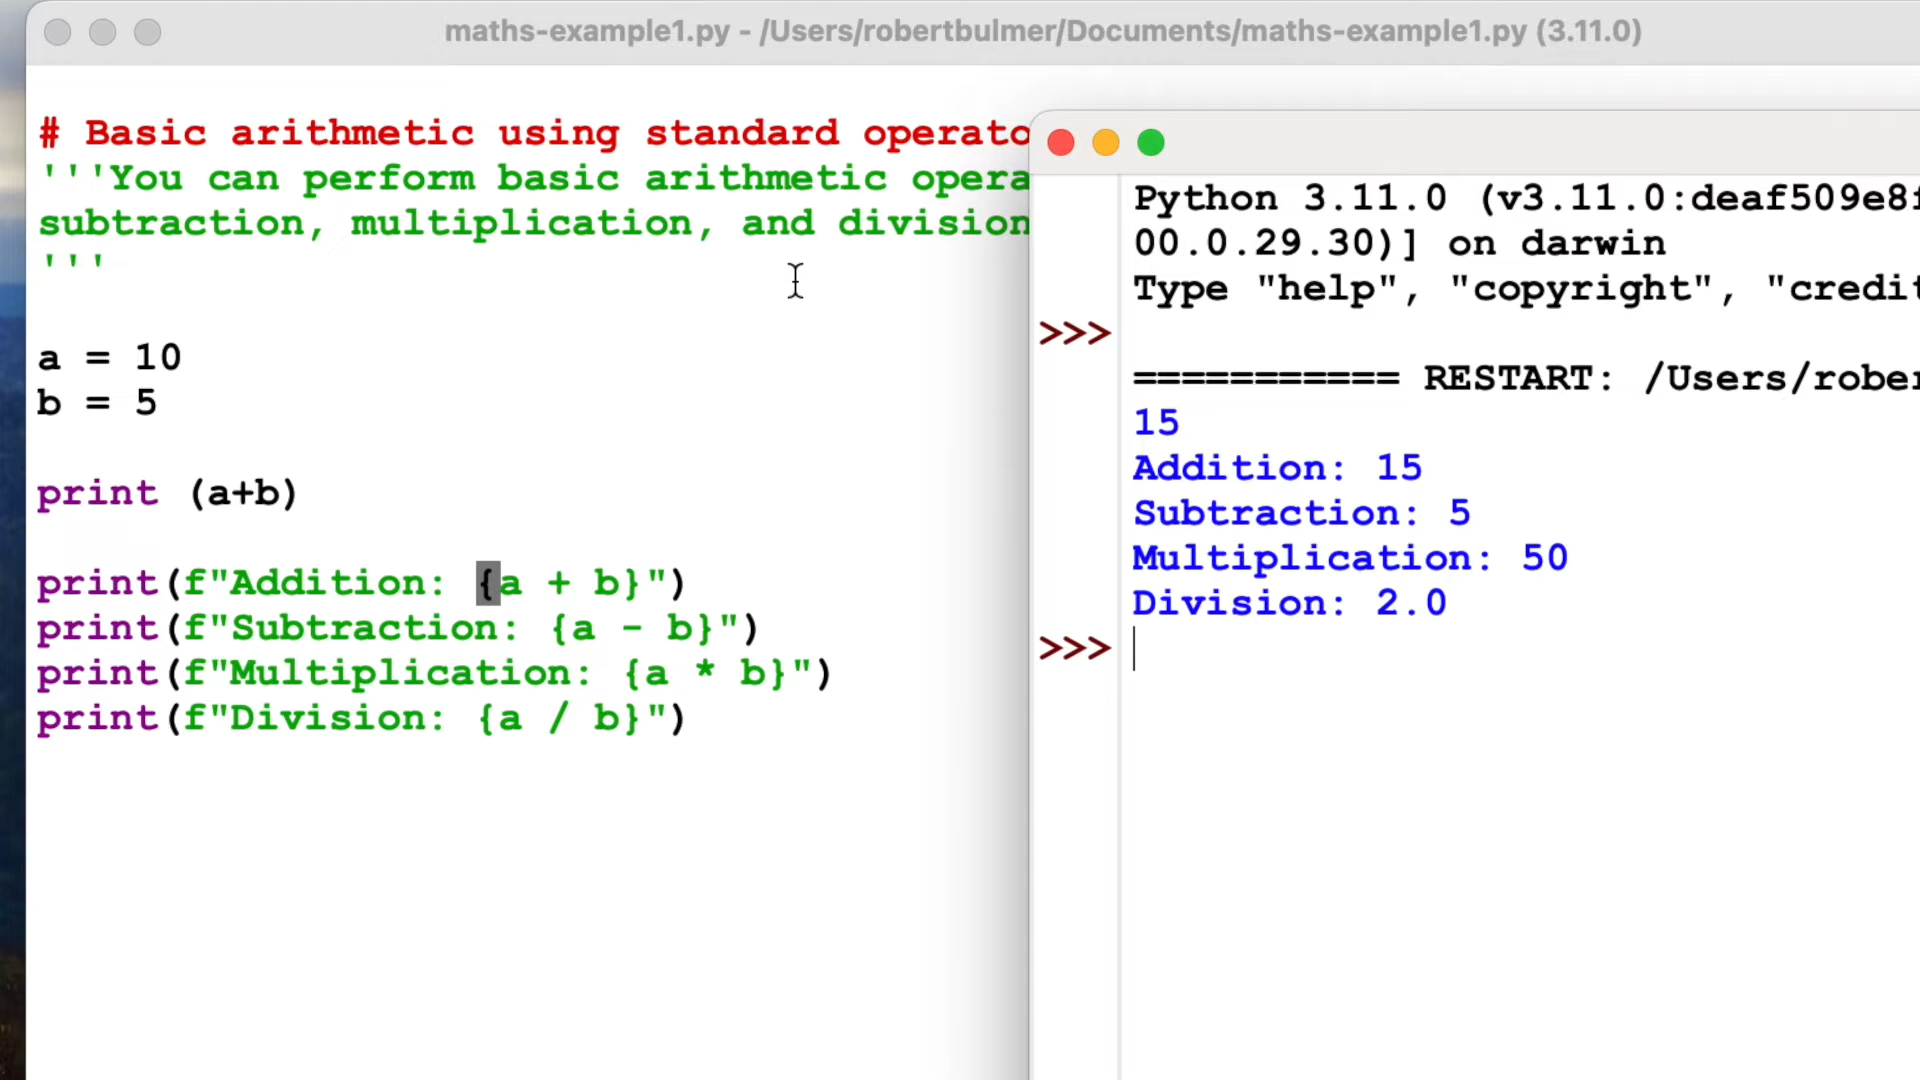 maths-example1.py - /Users/robertbulmer/Documents/maths-example1.py (3.11.0)
# Basic arithmetic using standard operato
'''You can perform basic arithmetic opera
subtraction, multiplication, and division
'''
a = 10
b = 5
print (a+b)
print(f"Addition: {a + b}")
print(f"Subtraction: {a - b}")
print(f"Multiplication: {a * b}")
print(f"Division: {a / b}")
Python 3.11.0 (v3.11.0:deaf509e8f
00.0.29.30)] on darwin
Type "help", "copyright", "credit
>>>
=========== RESTART: /Users/rober
15
Addition: 15
Subtraction: 5
Multiplication: 50
Division: 2.0
>>>